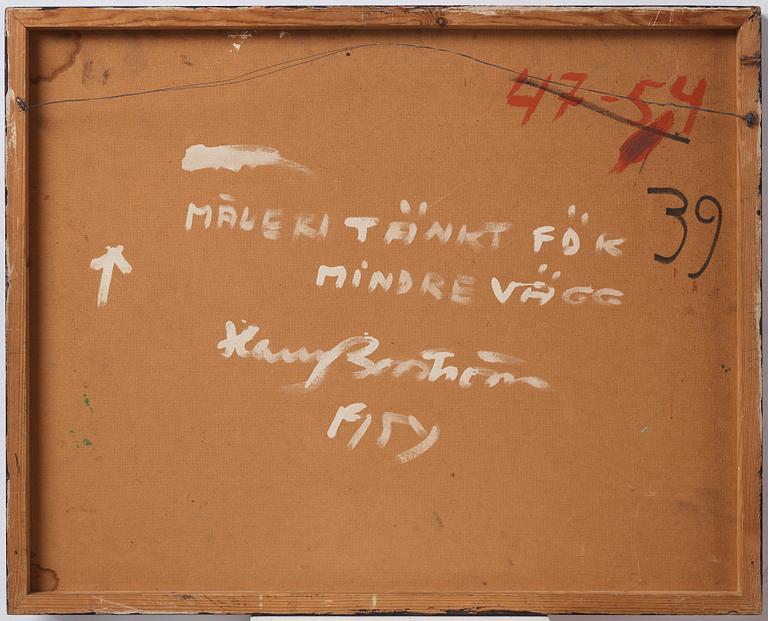 47-54
39
MÅLERI TÄNKT FÖR
MINDRE VÄGG